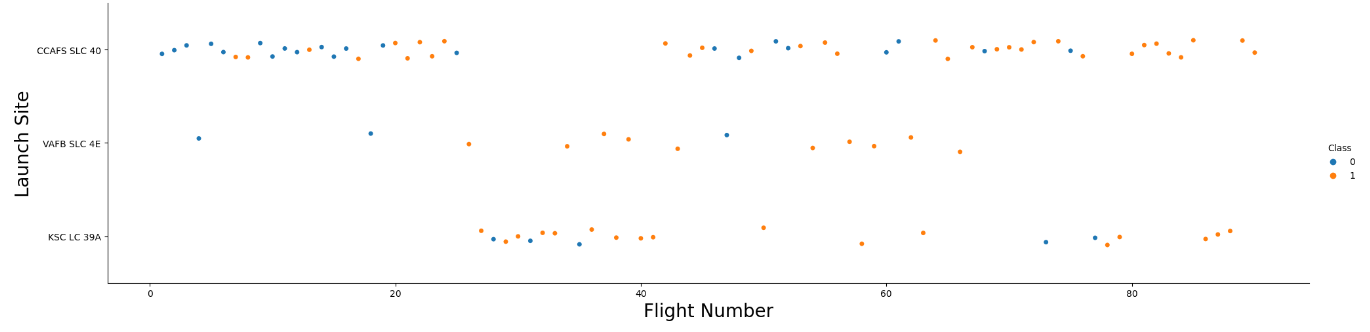 CCAFS SLC 40
VAFB SLC 4E
KSC LC 39A
Launch Site
0 20 40 60 80
Flight Number
Class
0
1